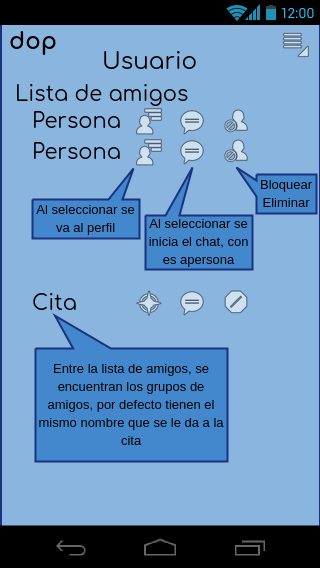 12:00
dop
Usuario
Lista de amigos
Persona
Persona
Al seleccionar se
va al perfil
Al seleccionar se
inicia el chat, con
es apersona
Bloquear
Eliminar
Cita
Entre la lista de amigos, se
encuentran los grupos de
amigos, por defecto tienen el
mismo nombre que se le da a la
cita